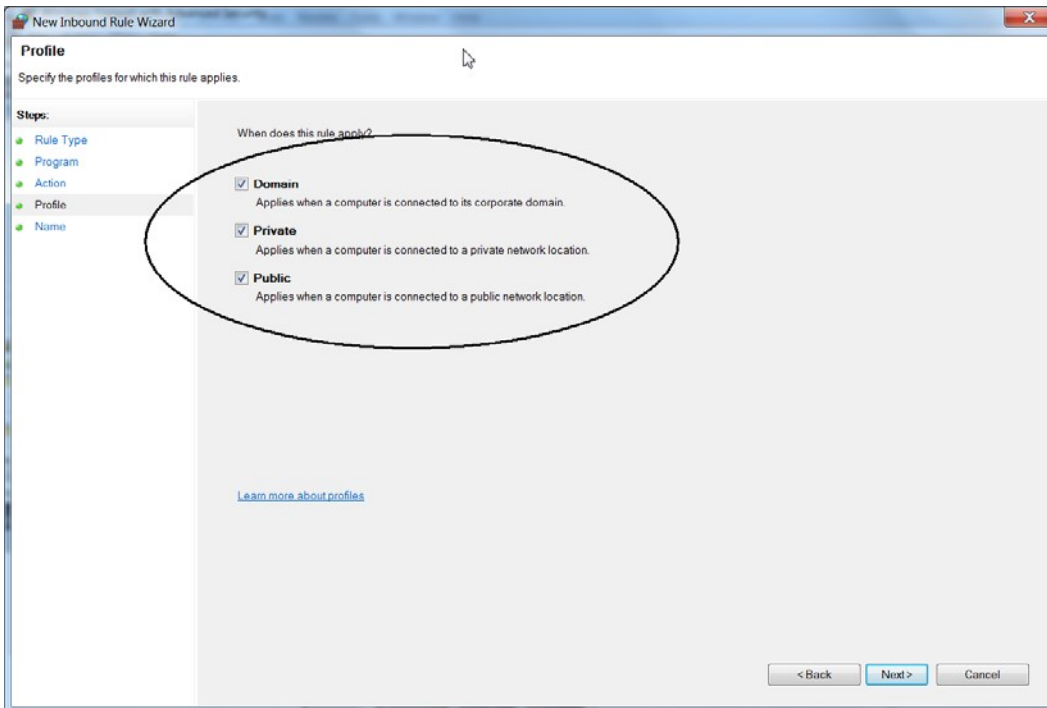 New Inbound Rule Wizard
Profile
Specify the profiles for which this rule applies.
Steps:
Rule Type
Program
Action
Profile
Name
When does this rule apply?
Domain
Applies when a computer is connected to its corporate domain.
Private
Applies when a computer is connected to a private network location.
Public
Applies when a computer is connected to a public network location.
Learn more about profiles
< Back
Next >
Cancel